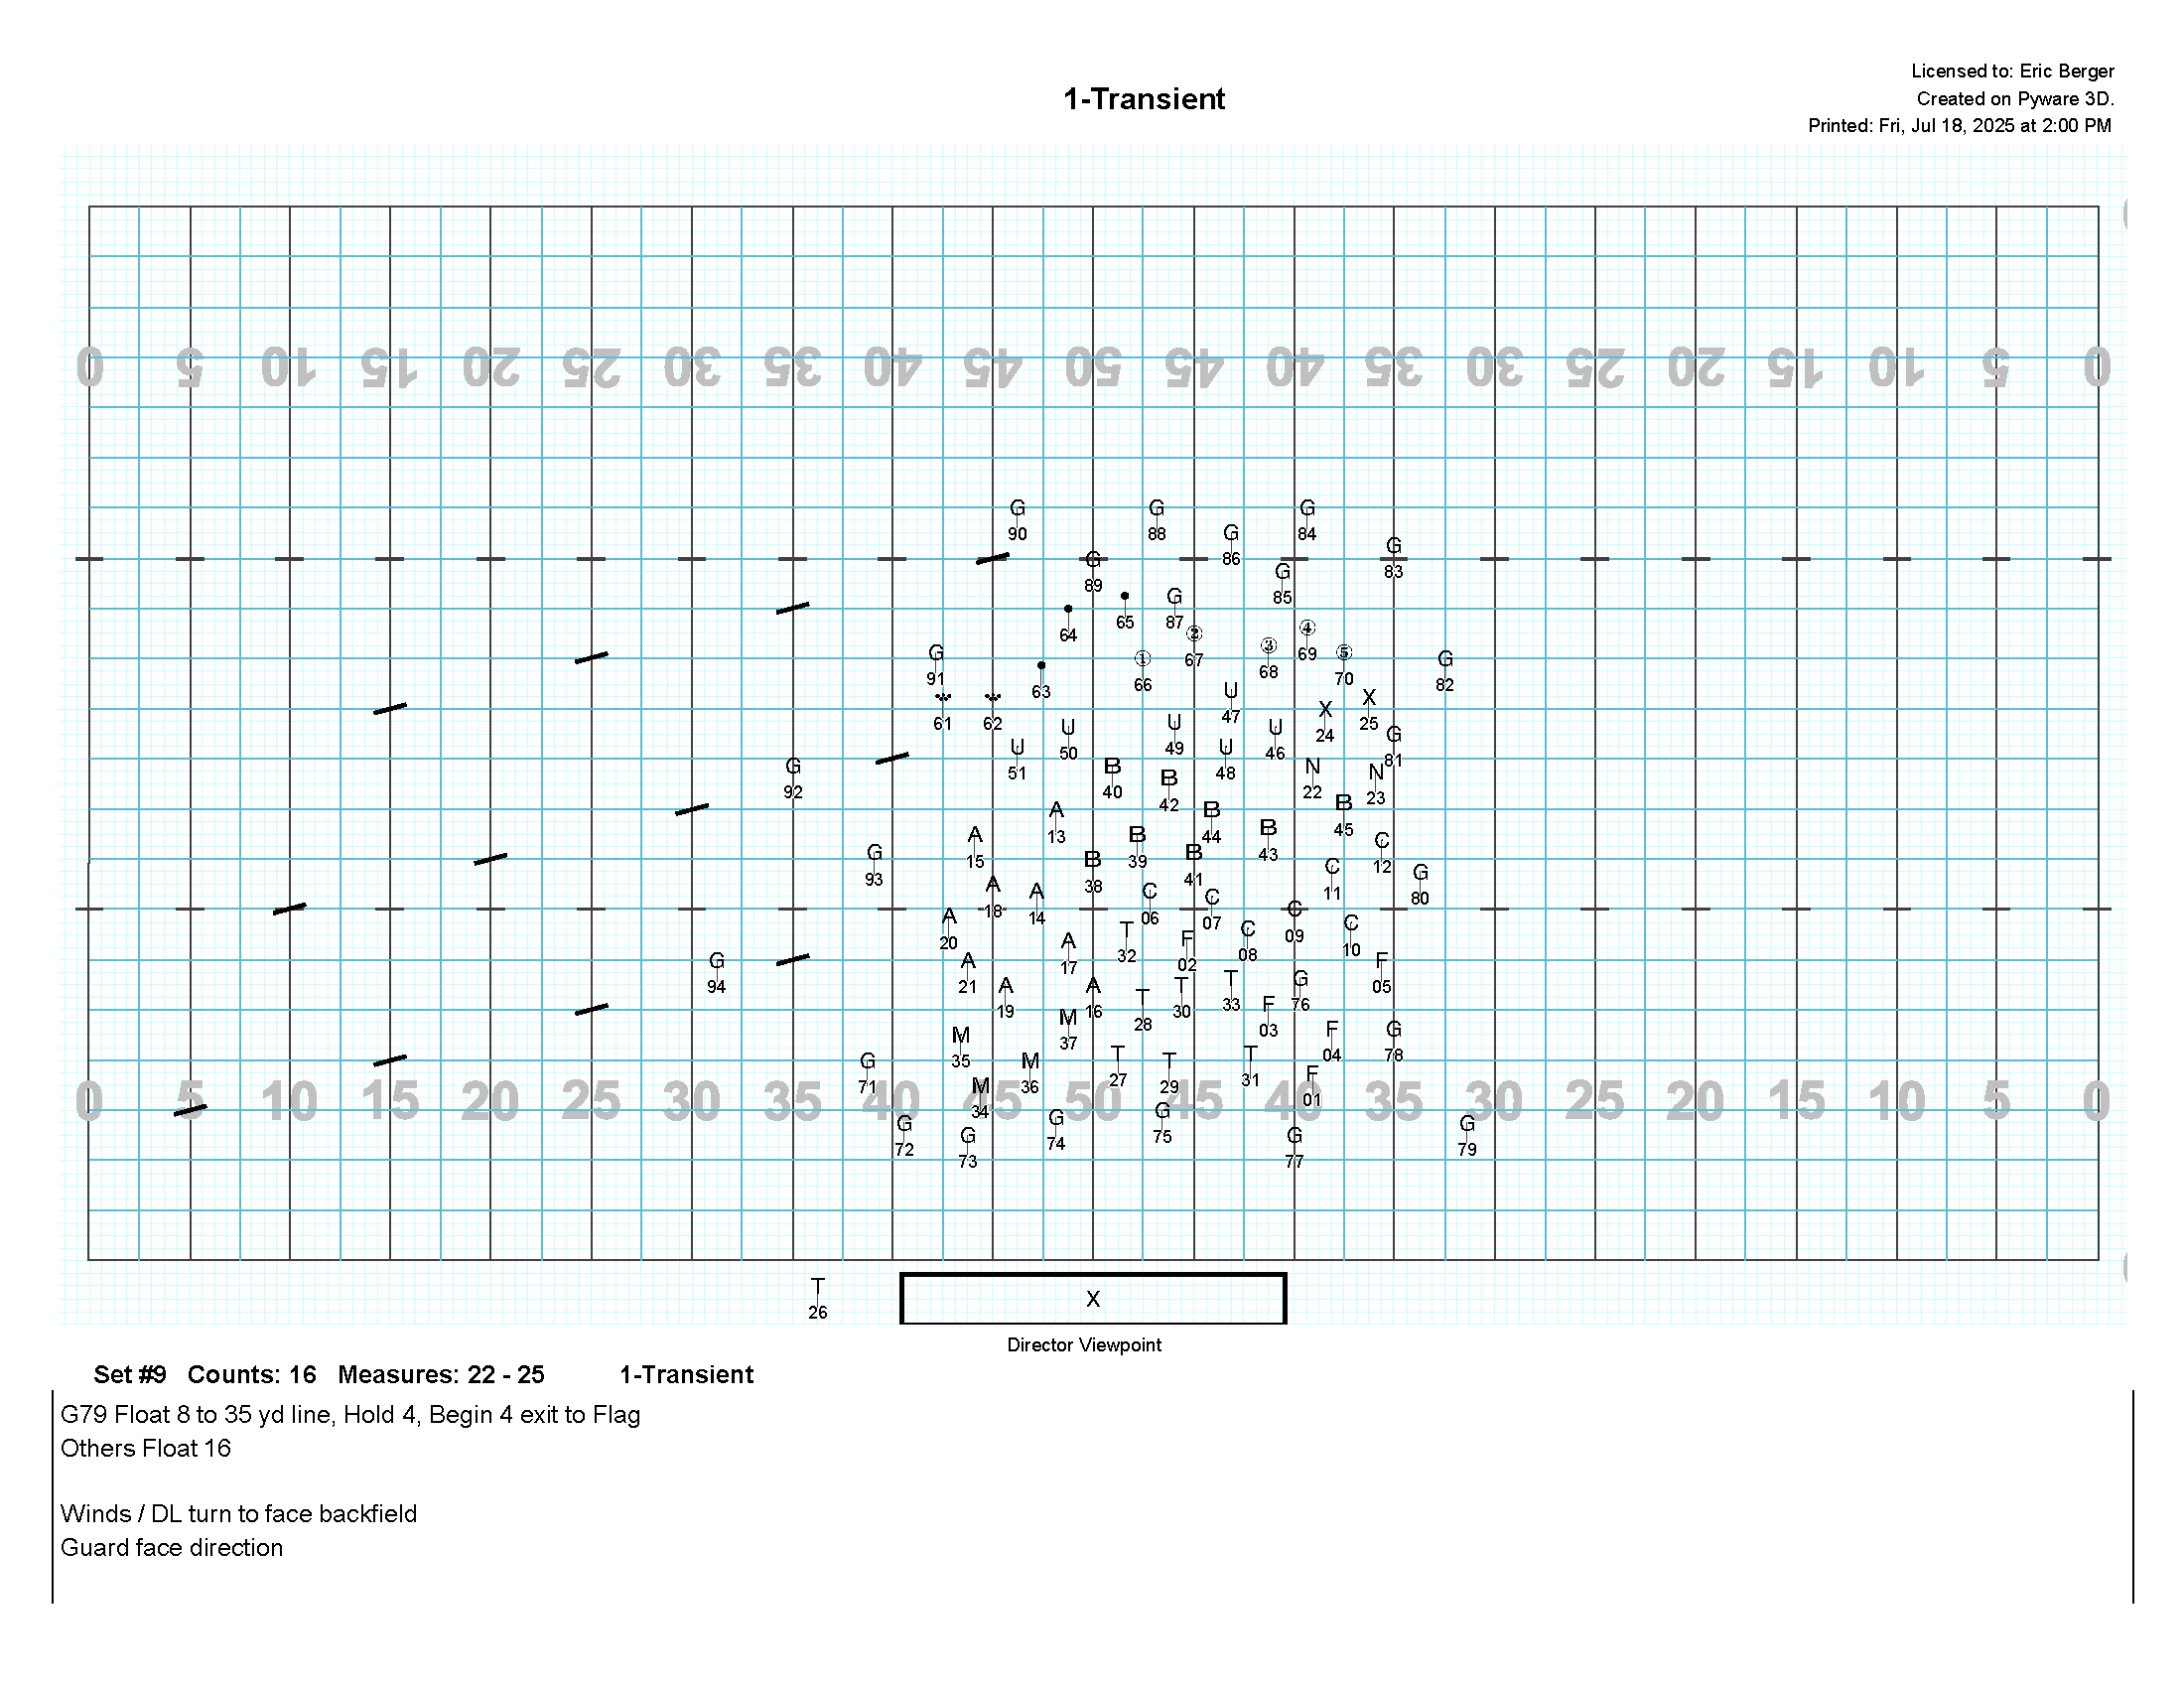 Licensed to: Eric Berger
1-Transient
Created on Pyware 3D.
Printed: Fri, Jul 18, 2025 at 2:00 PM
0 5 10 15 20 25 30 35 40 45 50 45 40 35 30 25 20 15 10 5 0
G G G
90 88 84
G
86
G G
89 83
G
85
G
87
65
64
④
69
②
67
③
68
G ⑤
91 70
① G
66 82
63
U
47
61 62
X
25
X
24
U
49
U U
50 46
G
81
U U
51 48
G B N
92 40 22
N
23
B
42
B
45
A B
13 44
B
43
A B
15 39
C
12
G B
93 41
B
38
C
11
G
80
A
18
A C
14 06
C
07
C
09
A
20
C
10
T C
32 08
F
02
A
17
G A F
94 21 05
T G
33 76
A A T
19 16 30
T
28
F
03
M
37
F G
04 78
M
35
T T
27 31
G M T
71 36 29
F
01
M
34
0 5 10 15 20 25 30 35 40 45 50 45 40 35 30 25 20 15 10 5 0
G
75
G
74
G G
72 79
G G
73 77
T
26
X
Director Viewpoint
Set #9 Counts: 16 Measures: 22 - 25 1-Transient
G79 Float 8 to 35 yd line, Hold 4, Begin 4 exit to Flag
Others Float 16
Winds / DL turn to face backfield
Guard face direction